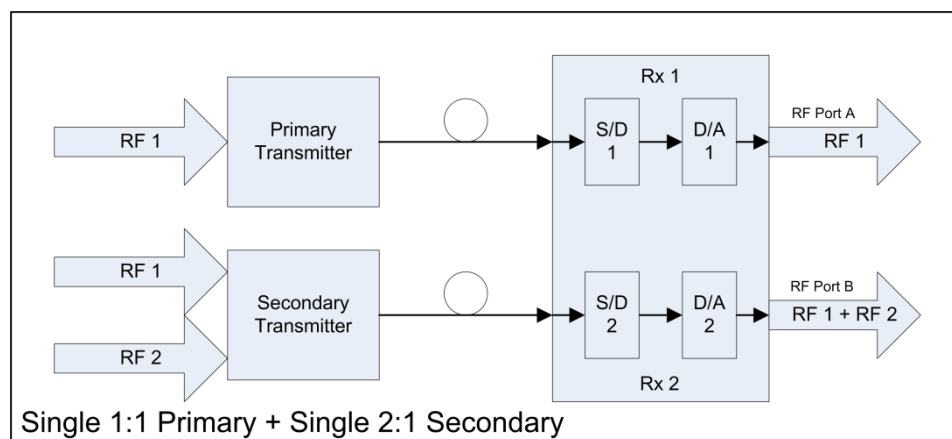 Rx 1
RF 1
Primary
Transmitter
S/D
1
D/A
1
RF Port A
RF 1
RF 1
RF 2
Secondary
Transmitter
S/D
2
D/A
2
RF Port B
RF 1 + RF 2
Rx 2
Single 1:1 Primary + Single 2:1 Secondary